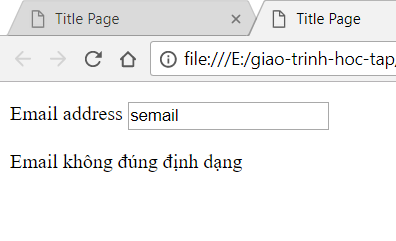 Title Page
Title Page
file:///E:/giao-trinh-hoc-tap,
Email address semail
Email không đúng định dạng